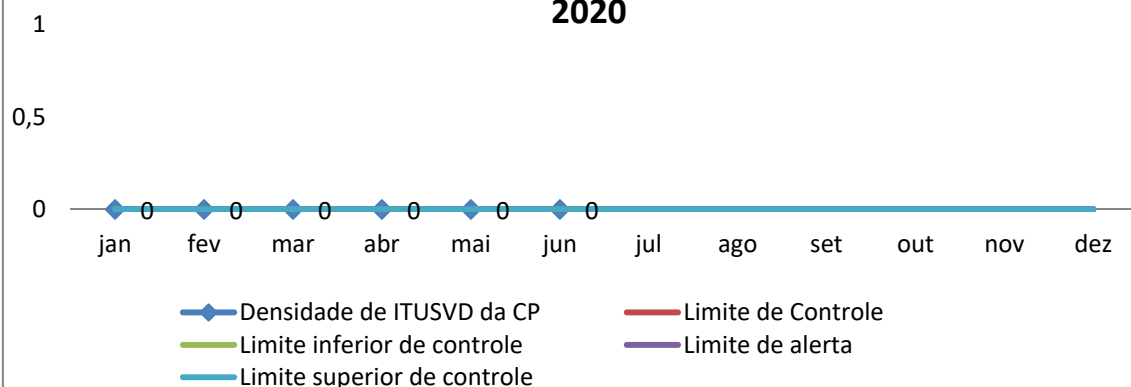 2020
1
0,5
0
0 0 0 0 0 0
jan fev mar abr mai jun jul ago set out nov dez
Densidade de ITUSVD da CP Limite de Controle
Limite inferior de controle Limite de alerta
Limite superior de controle